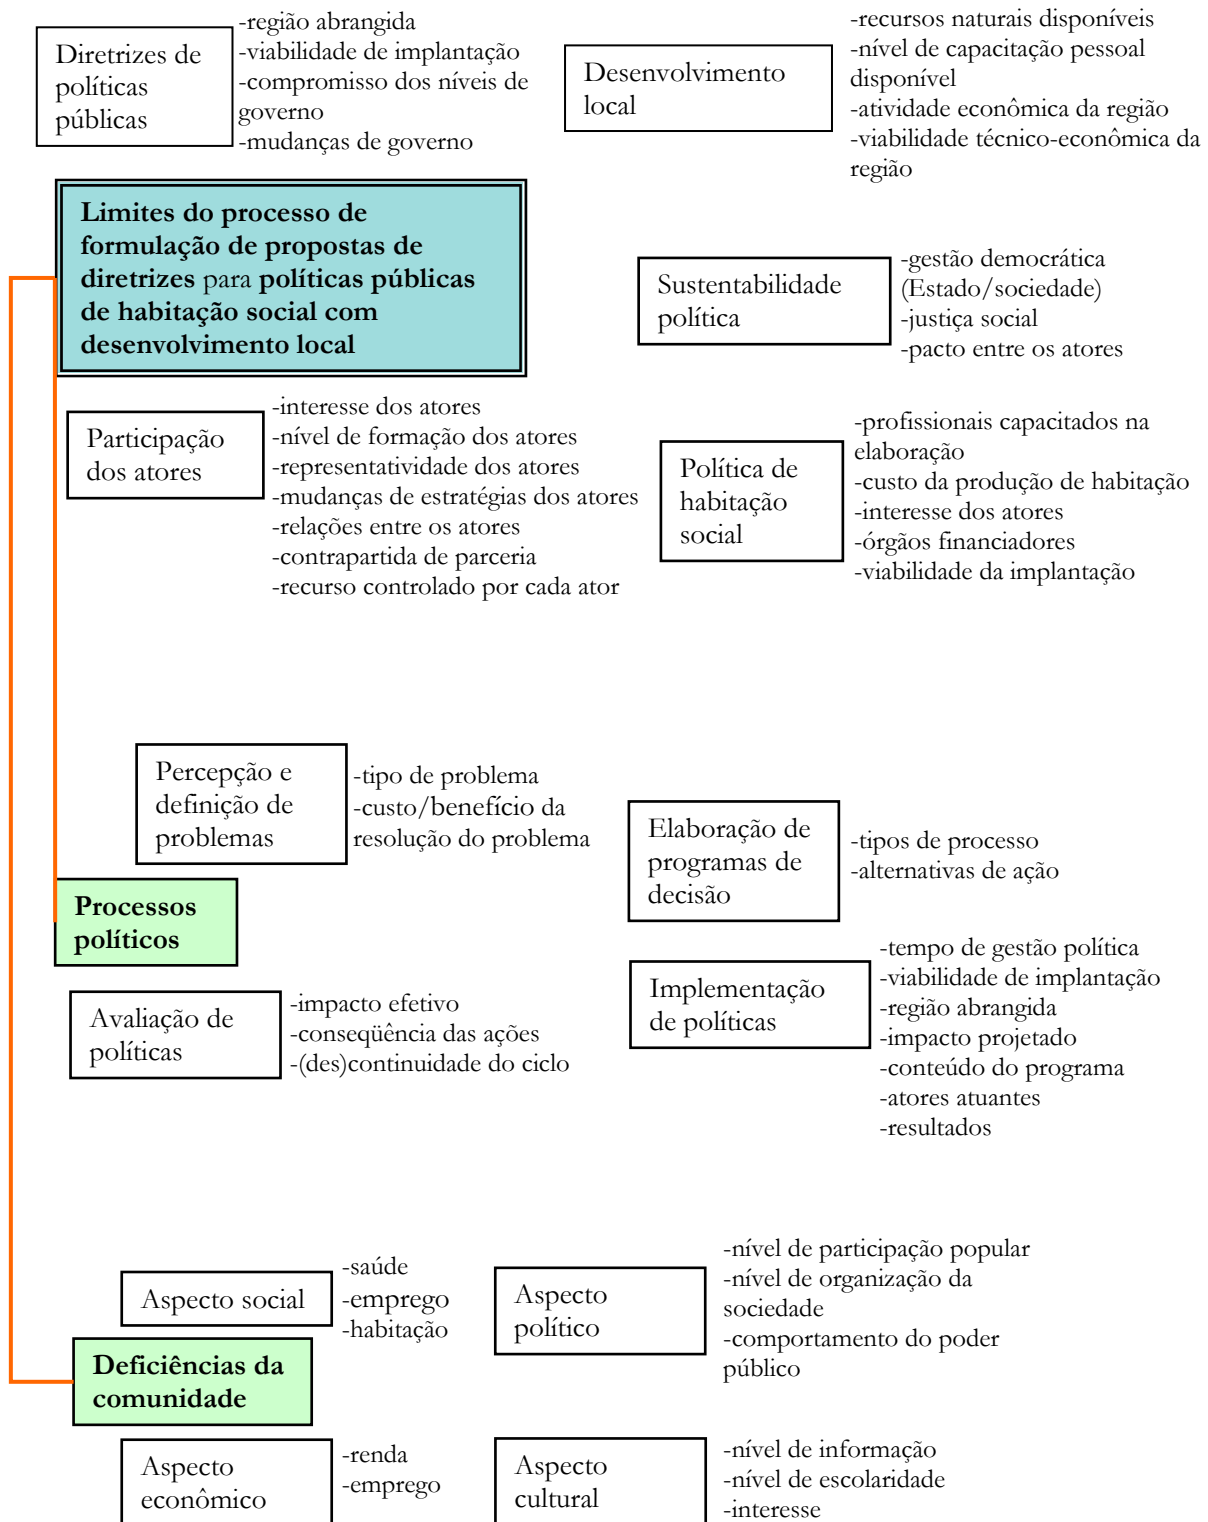 Diretrizes de
políticas
públicas
-região abrangida
-viabilidade de implantação
-compromisso dos níveis de
governo
-mudanças de governo
Desenvolvimento
local
-recursos naturais disponíveis
-nível de capacitação pessoal
disponível
-atividade econômica da região
-viabilidade técnico-econômica da
região
Limites do processo de
formulação de propostas de
diretrizes para políticas públicas
de habitação social com
desenvolvimento local
Sustentabilidade
política
-gestão democrática
(Estado/sociedade)
-justiça social
-pacto entre os atores
Participação
dos atores
-interesse dos atores
-nível de formação dos atores
-representatividade dos atores
-mudanças de estratégias dos atores
-relações entre os atores
-contrapartida de parceria
-recurso controlado por cada ator
Política de
habitação
social
-profissionais capacitados na
elaboração
-custo da produção de habitação
-interesse dos atores
-órgãos financiadores
-viabilidade da implantação
Percepção e
definição de
problemas
-tipo de problema
-custo/benefício da
resolução do problema
Elaboração de
programas de
decisão
-tipos de processo
-alternativas de ação
Processos
políticos
Avaliação de
políticas
-impacto efetivo
-conseqüência das ações
-(des)continuidade do ciclo
Implementação
de políticas
-tempo de gestão política
-viabilidade de implantação
-região abrangida
-impacto projetado
-conteúdo do programa
-atores atuantes
-resultados
Aspecto social
-saúde
-emprego
-habitação
Aspecto
político
-nível de participação popular
-nível de organização da
sociedade
-comportamento do poder
público
Deficiências da
comunidade
Aspecto
econômico
-renda
-emprego
Aspecto
cultural
-nível de informação
-nível de escolaridade
-interesse